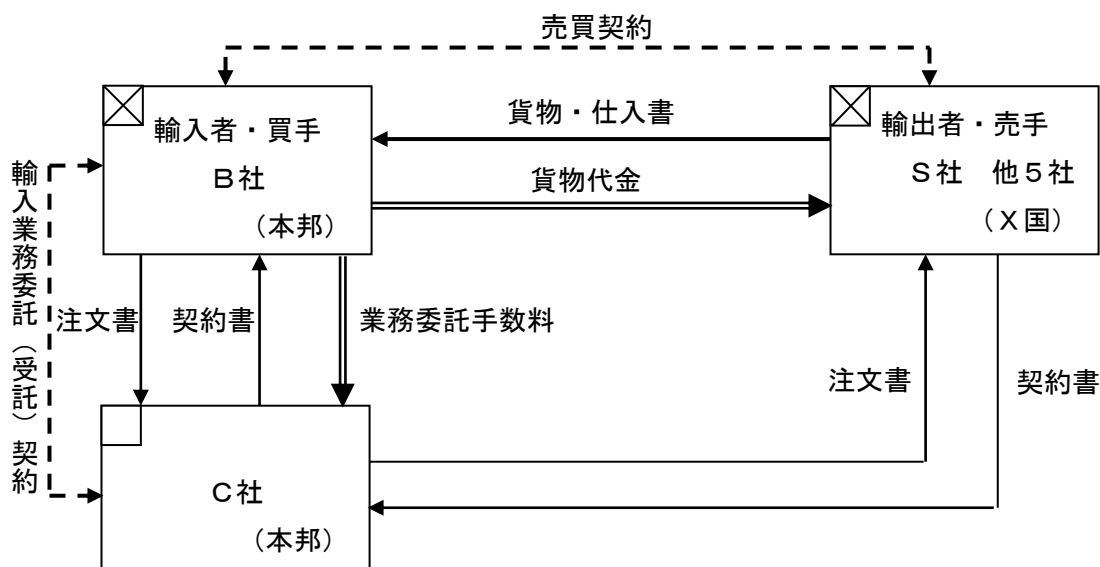 売買契約
輸入者・買手
B社
（本邦）
貨物・仕入書
貨物代金
輸出者・売手
S社　他５社
（X国）
輸入業務委託（受託）契約
注文書
契約書
業務委託手数料
注文書
契約書
C社
（本邦）